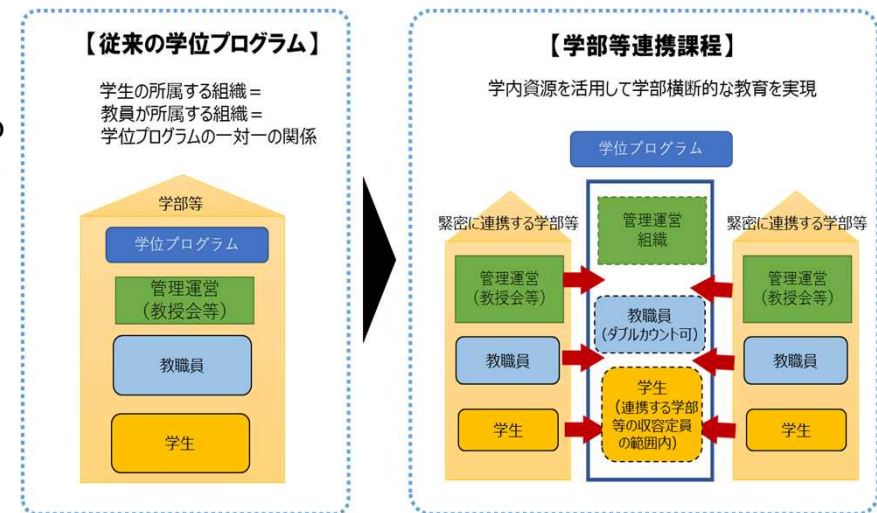 【従来の学位プログラム】
学生の所属する組織＝
教員が所属する組織＝
学位プログラムの一対一の関係
学部等
学位プログラム
管理運営
（教授会等）
教職員
学生
【学部等連携課程】
学内資源を活用して学部横断的な教育を実現
学位プログラム
緊密に連携する学部等
管理運営
（教授会等）
教職員
学生
管理運営
組織
教職員
（ダブルカウント可）
学生
（連携する学部
等の収容定員
の範囲内）
緊密に連携する学部等
管理運営
（教授会等）
教職員
学生